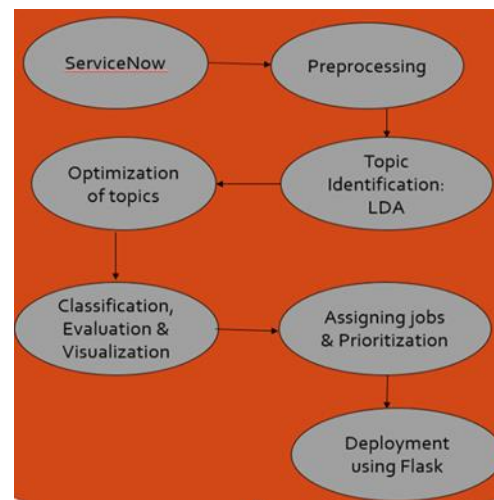 ServiceNow
Preprocessing
Topic
Identification:
LDA
Optimization
of topics
Classification,
Evaluation &
Visualization
Assigning jobs
& Prioritization
Deployment
using Flask